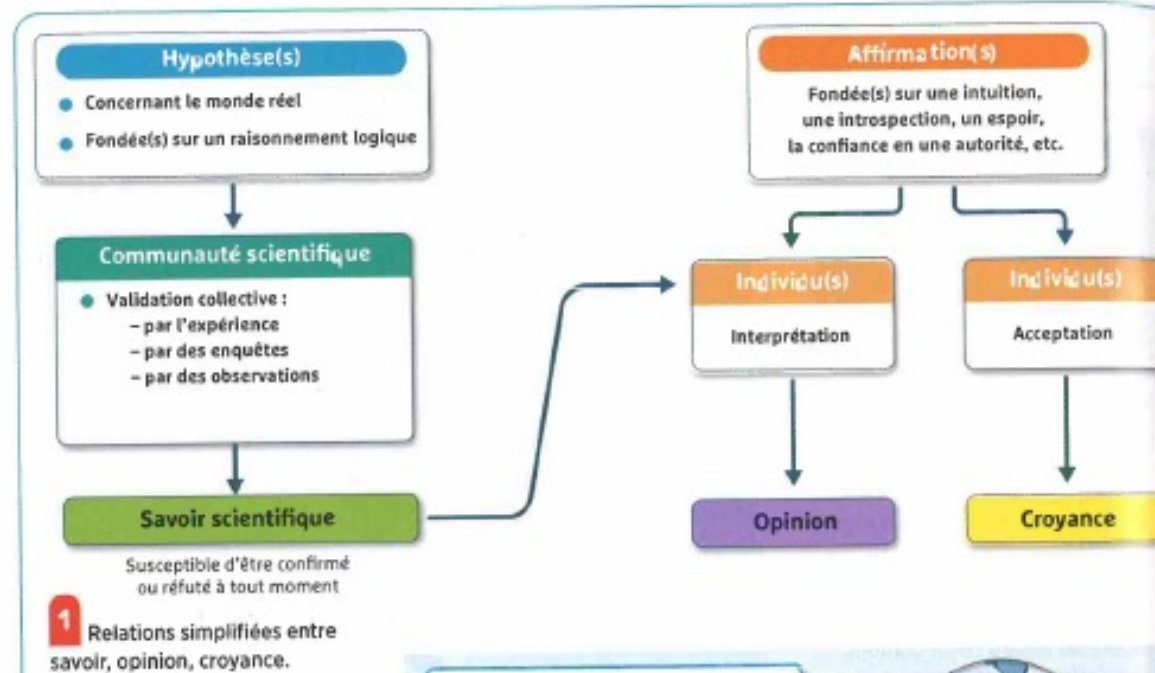 Hypothèse(s)
Concernant le monde réel
Fondée(s) sur un raisonnement logique
Communauté scientifique
Validation collective :
– par l'expérience
– par des enquêtes
– par des observations
Savoir scientifique
Susceptible d'être confirmé
ou réfuté à tout moment
Affirmation(s)
Fondée(s) sur une intuition,
une introspection, un espoir,
la confiance en une autorité, etc.
Individu(s)
Interprétation
Opinion
Individu(s)
Acceptation
Croyance
1 Relations simplifiées entre
savoir, opinion, croyance.